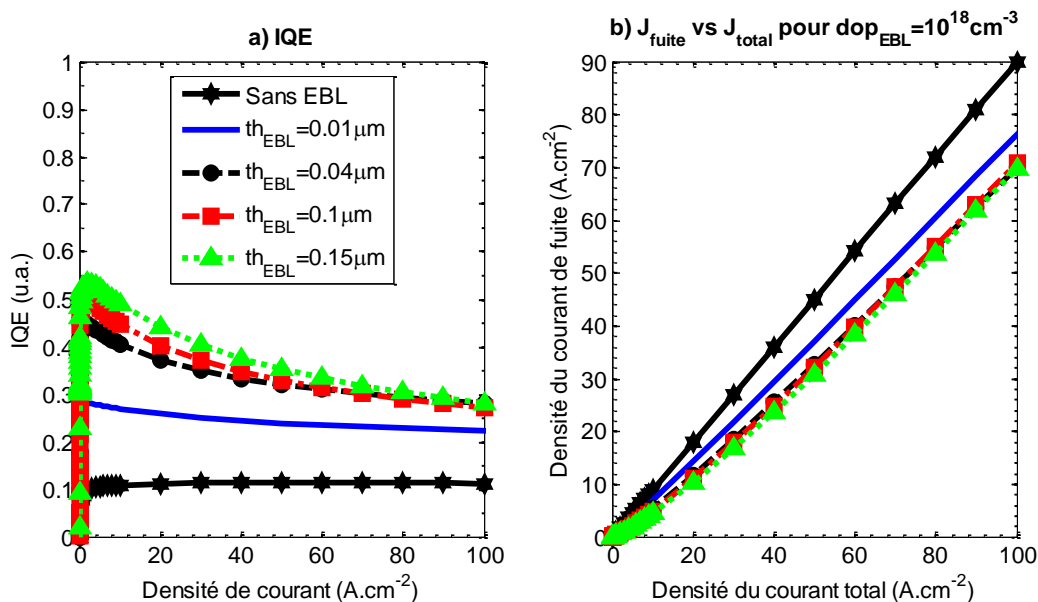 a) IQE
b) J_fuite vs J_total pour dop_EBL=10^18cm^-3
1
0.9
0.8
0.7
0.6
0.5
0.4
0.3
0.2
0.1
0
IQE (u.a.)
Sans EBL
th_EBL=0.01μm
th_EBL=0.04μm
th_EBL=0.1μm
th_EBL=0.15μm
0 20 40 60 80 100
Densité de courant (A.cm^-2)
90
80
70
60
50
40
30
20
10
0
Densité du courant de fuite (A.cm^-2)
0 20 40 60 80 100
Densité du courant total (A.cm^-2)